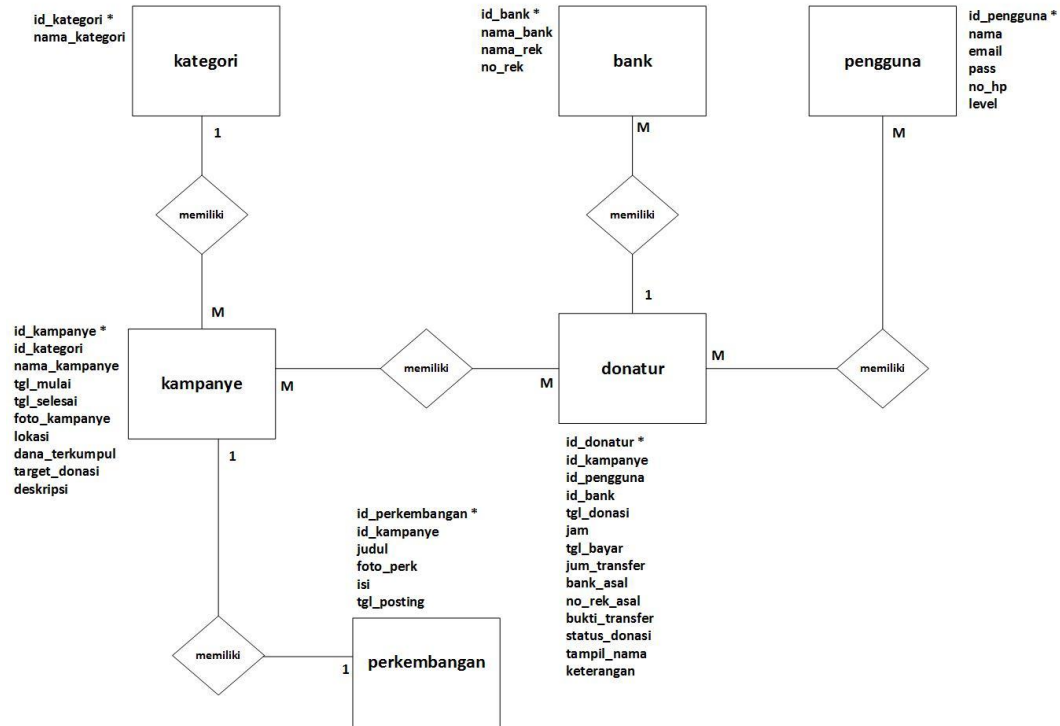 id_kategori *
nama_kategori
kategori
id_bank *
nama_bank
nama_rek
no_rek
bank
pengguna
id_pengguna *
nama
email
pass
no_hp
level
1
M
M
memiliki
memiliki
M
1
id_kampanye *
id_kategori
nama_kampanye
tgl_mulai
tgl_selesai
foto_kampanye
lokasi
dana_terkumpul
target_donasi
deskripsi
kampanye
M
memiliki
M
donatur
M
memiliki
1
id_donatur *
id_kampanye
id_pengguna
id_bank
tgl_donasi
jam
tgl_bayar
jum_transfer
bank_asal
no_rek_asal
bukti_transfer
status_donasi
tampil_nama
keterangan
id_perkembangan *
id_kampanye
judul
foto_perk
isi
tgl_posting
memiliki
1
perkembangan